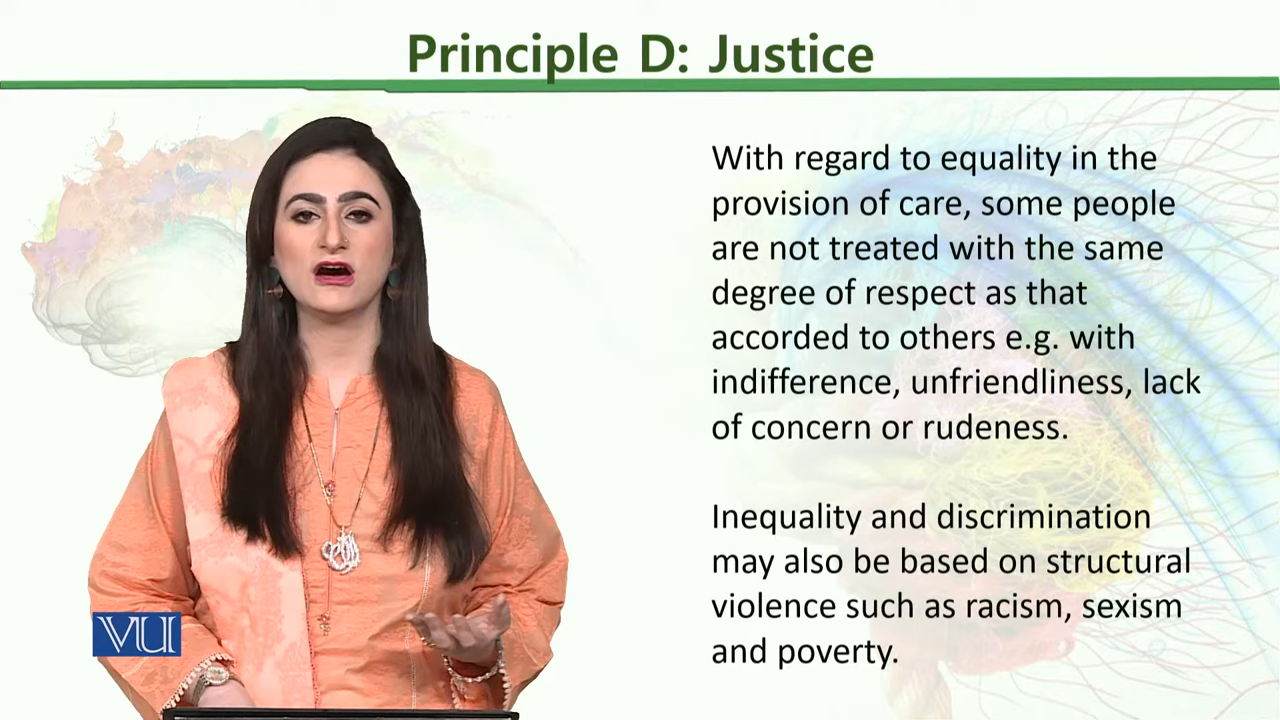 Principle D: Justice
With regard to equality in the
provision of care, some people
are not treated with the same
degree of respect as that
accorded to others e.g. with
indifference, unfriendliness, lack
of concern or rudeness.
Inequality and discrimination
may also be based on structural
violence such as racism, sexism
and poverty.
VU